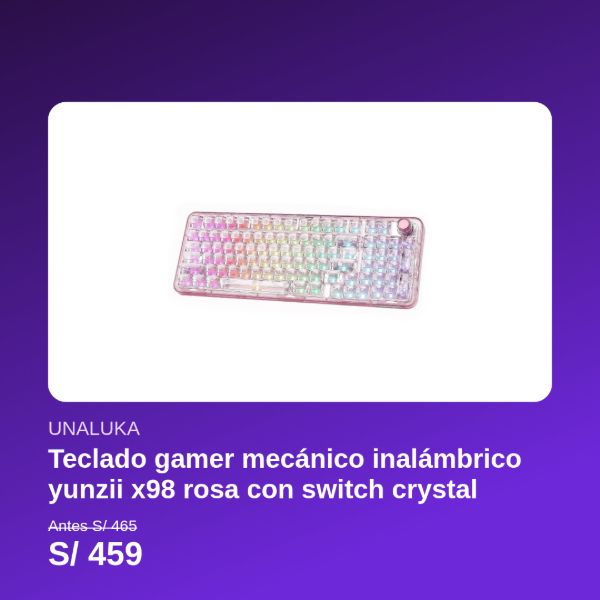 UNALUKA
Teclado gamer mecánico inalámbrico
yunzii x98 rosa con switch crystal
Antes S/ 465
S/ 459